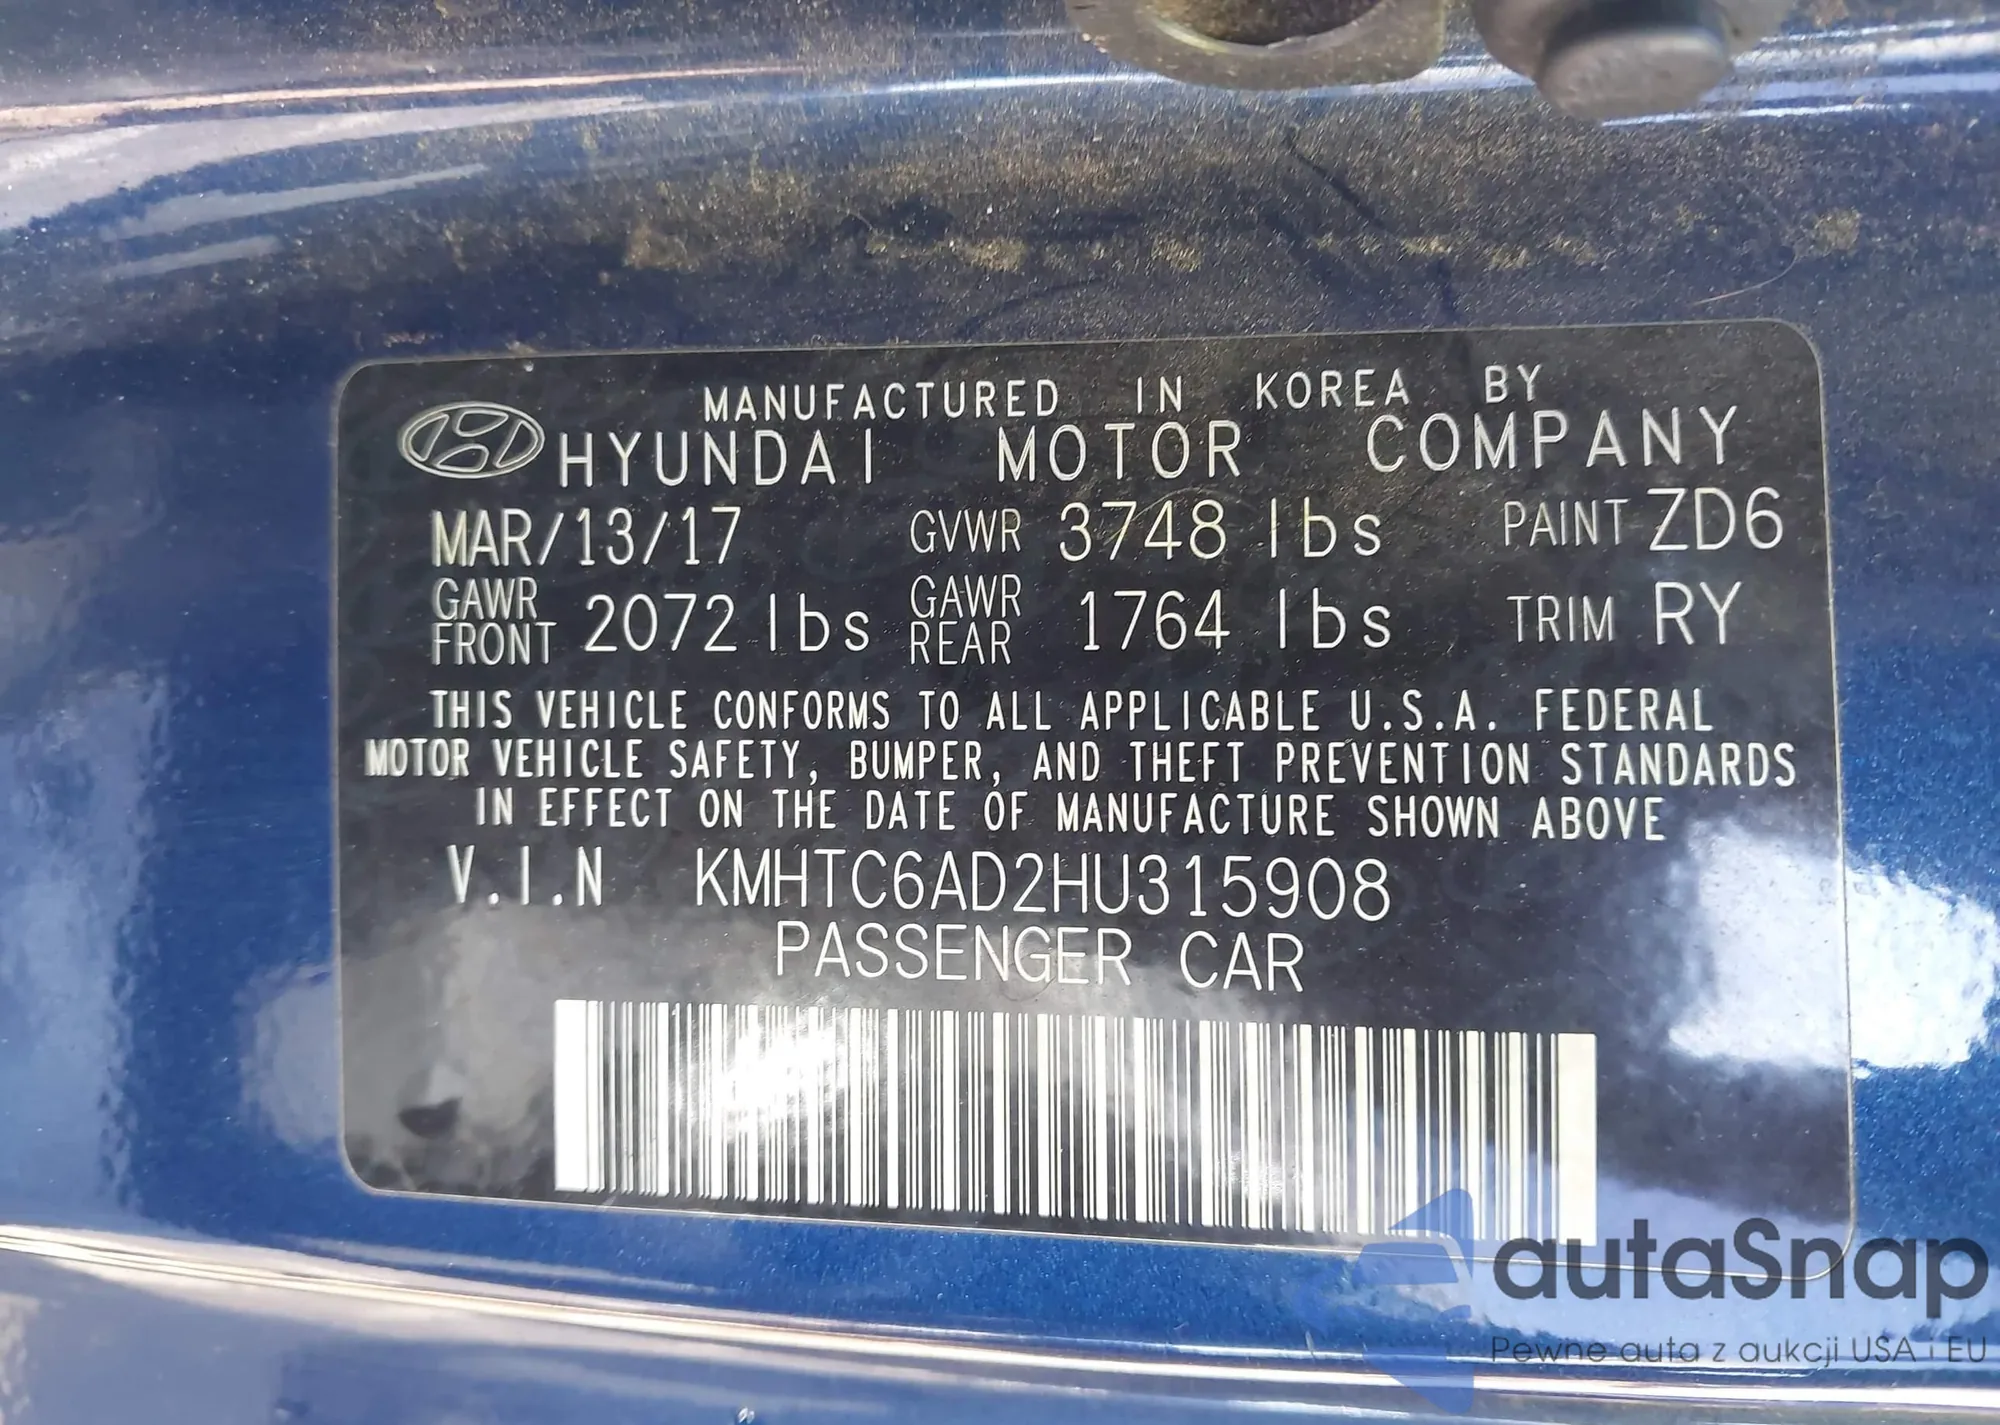 MANUFACTURED IN KOREA BY
HYUNDAI MOTOR COMPANY
MAR/13/17 GVWR 3748 lbs PAINT ZD6
GAWR FRONT 2072 lbs GAWR REAR 1764 lbs TRIM RY
THIS VEHICLE CONFORMS TO ALL APPLICABLE U.S.A. FEDERAL
MOTOR VEHICLE SAFETY, BUMPER, AND THEFT PREVENTION STANDARDS
IN EFFECT ON THE DATE OF MANUFACTURE SHOWN ABOVE
V.I.N KMHTC6AD2HU315908
PASSENGER CAR
autaSnap
Pewne auta z aukcji USA i EU